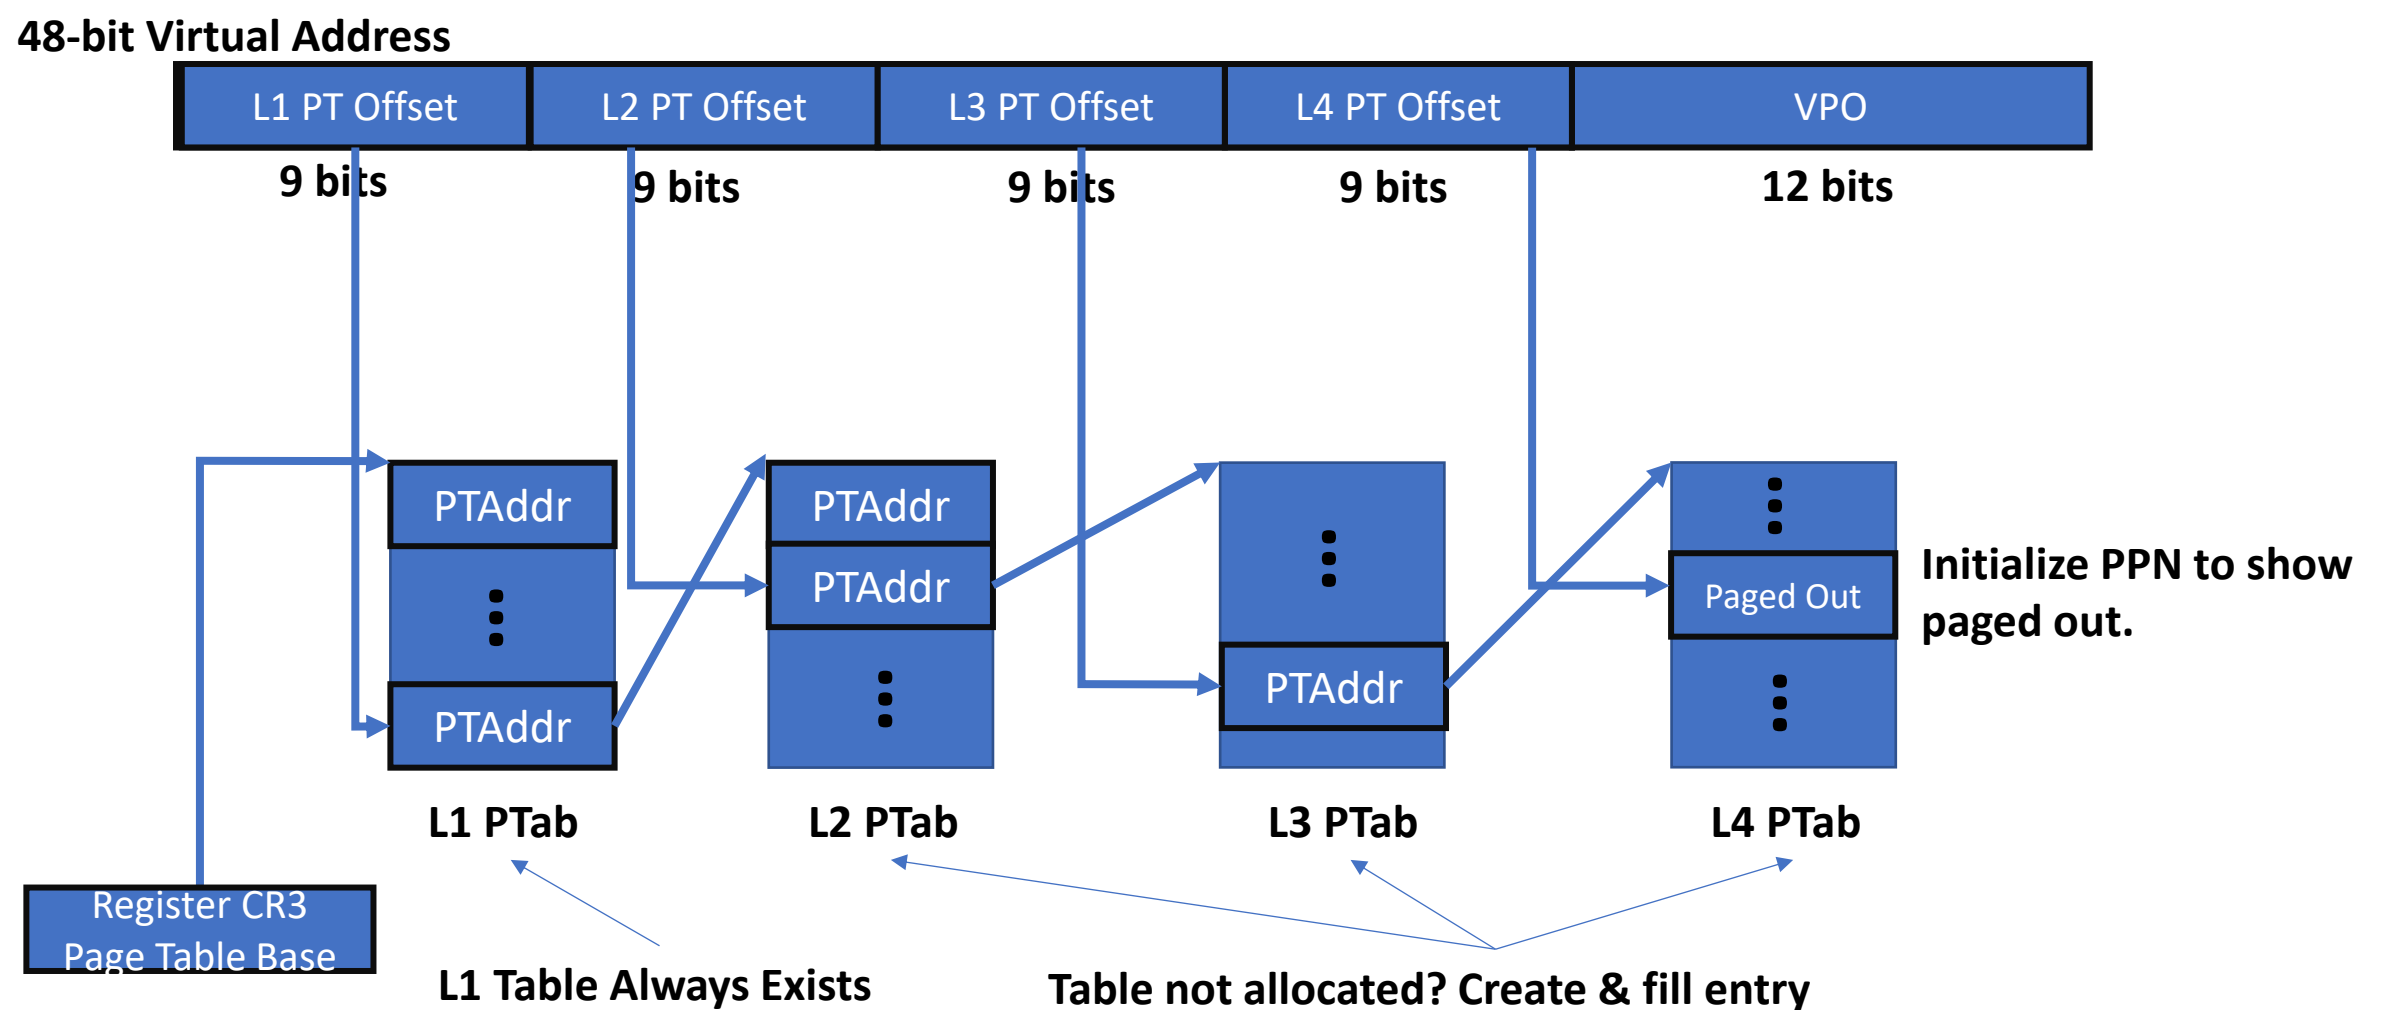 48-bit Virtual Address
L1 PT Offset
L2 PT Offset
L3 PT Offset
L4 PT Offset
VPO
9 bits
9 bits
9 bits
9 bits
12 bits
PTAddr
PTAddr
PTAddr
PTAddr
PTAddr
Paged Out
Initialize PPN to show
paged out.
L1 PTab
L2 PTab
L3 PTab
L4 PTab
Register CR3
Page Table Base
L1 Table Always Exists
Table not allocated? Create & fill entry